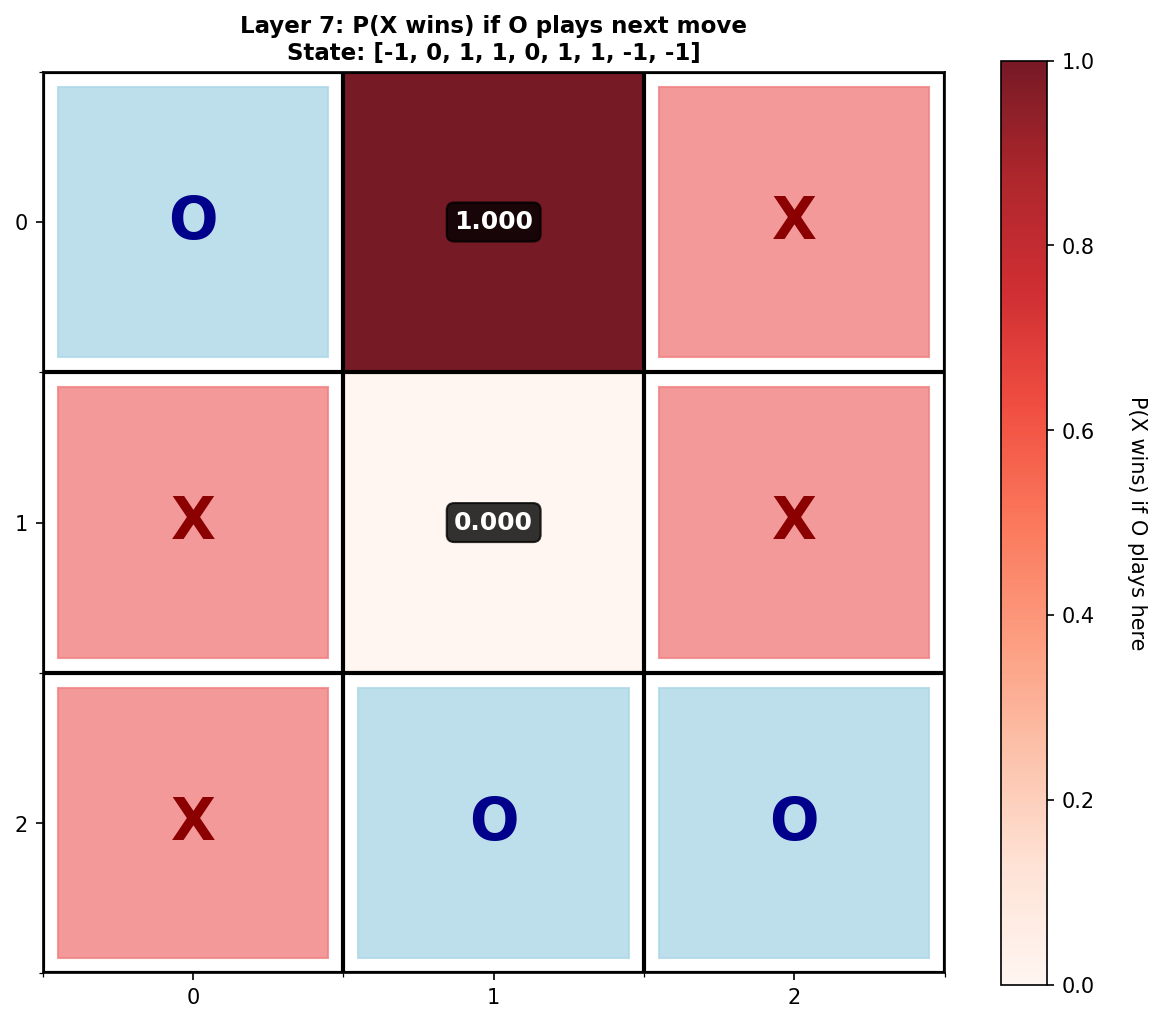 Layer 7: P(X wins) if O plays next move
State: [-1, 0, 1, 1, 0, 1, 1, -1, -1]
O
1.000
X
X
0.000
X
X
O
O
0
1
2
0
1
2
1.0
0.8
0.6
0.4
0.2
0.0
P(X wins) if O plays here